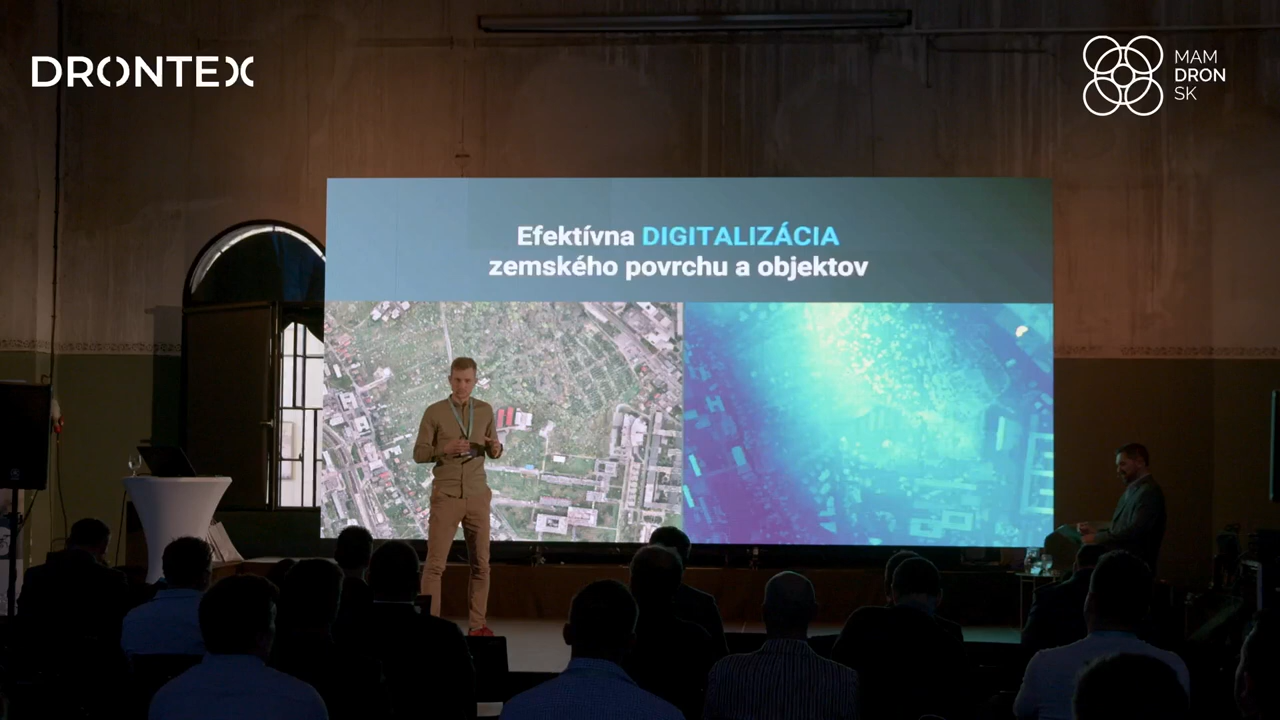 DRONTEX
MAM
DRON
SK
Efektívna DIGITALIZÁCIA
zemského povrchu a objektov